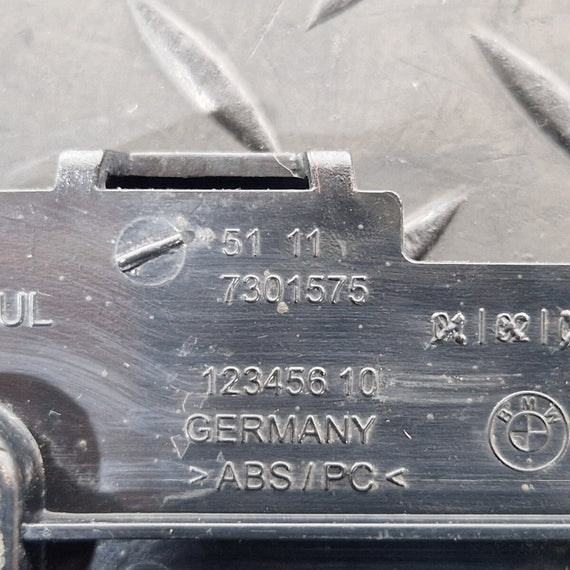 51 11
7301575
UL
123456 10
GERMANY
BMW
>ABS/PC<